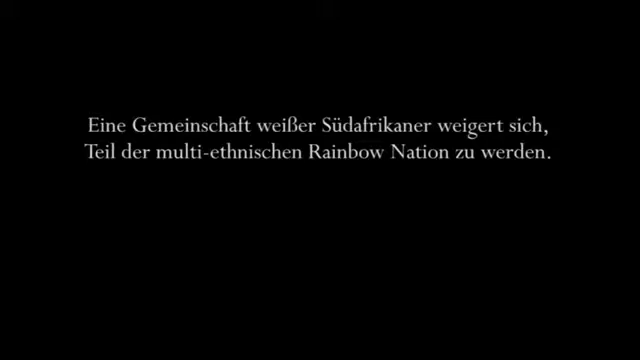 Eine Gemeinschaft weißer Südafrikaner weigert sich,
Teil der multi-ethnischen Rainbow Nation zu werden.